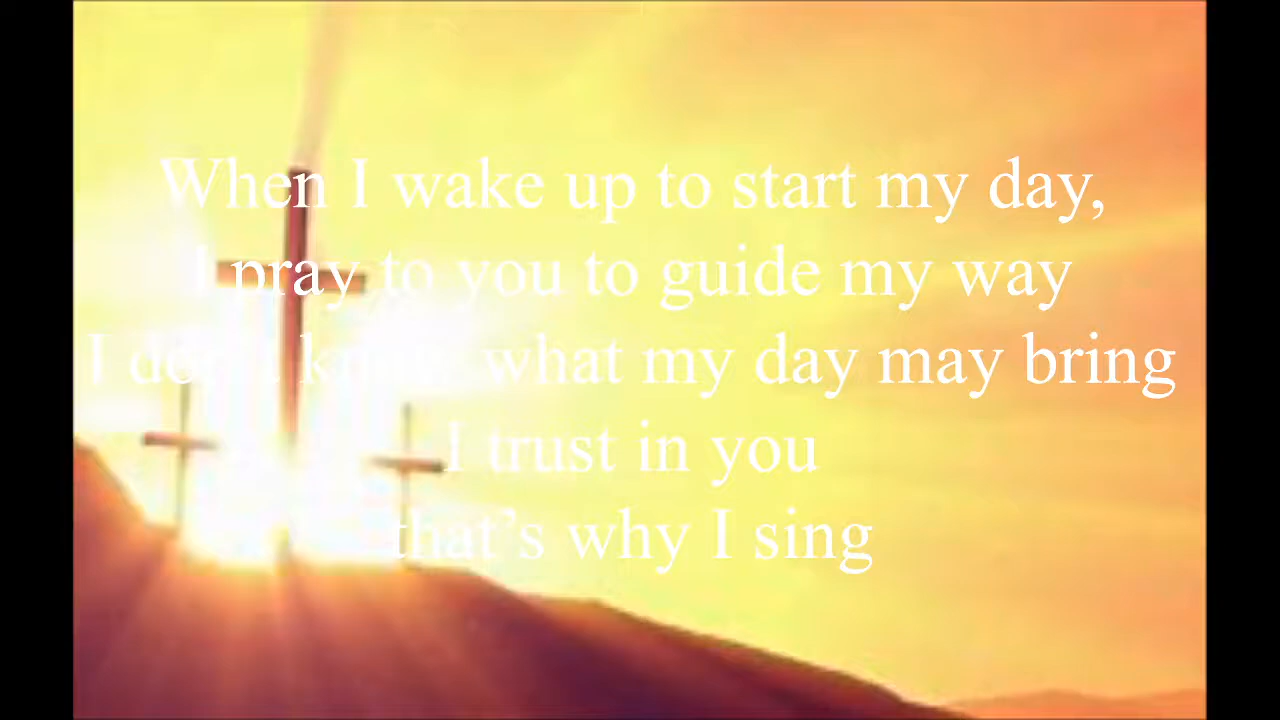 When I wake up to start my day,
I pray to you to guide my way
I don't know what my day may bring
I trust in you
that’s why I sing